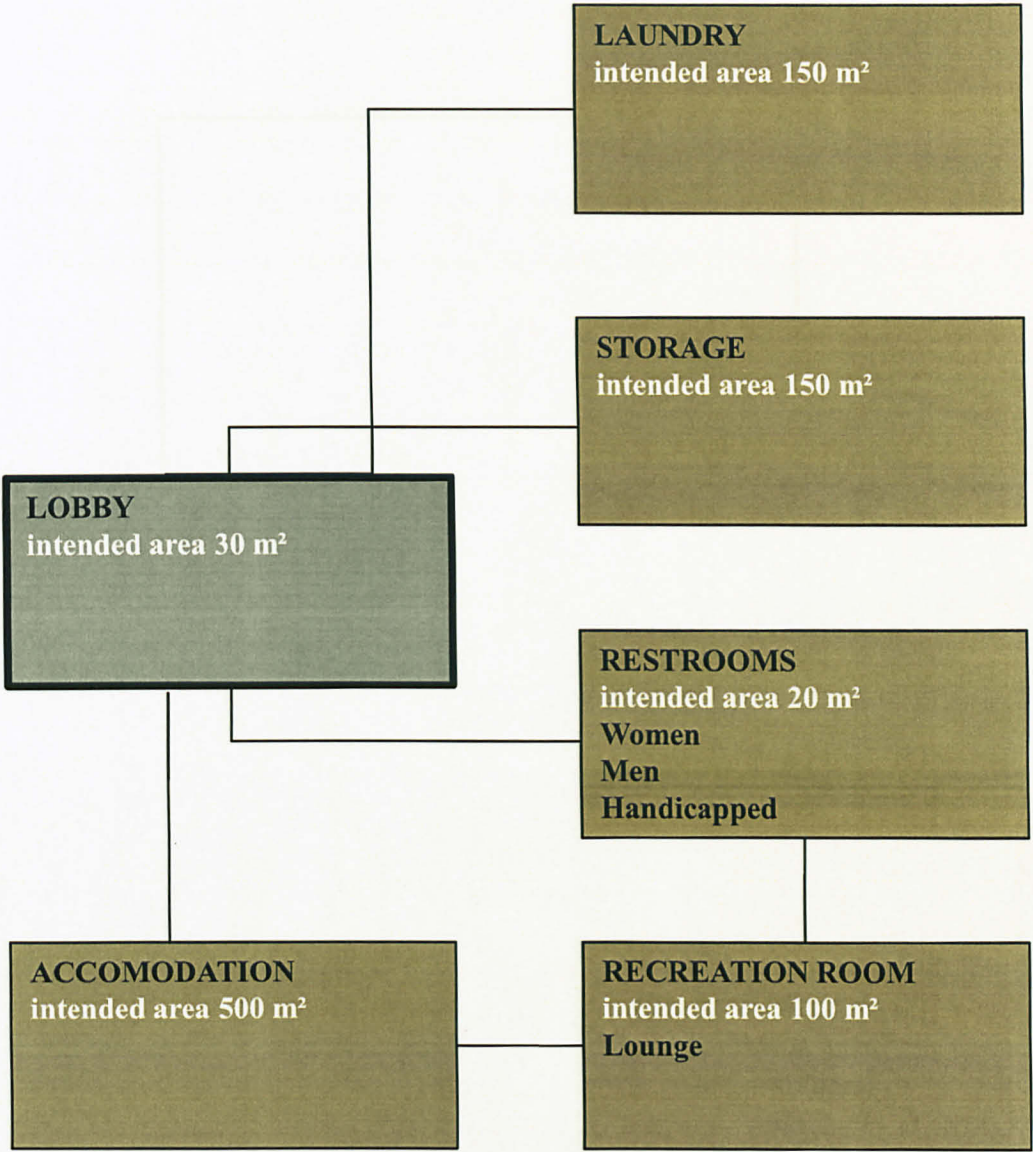 LAUNDRY
intended area 150 m²
STORAGE
intended area 150 m²
LOBBY
intended area 30 m²
RESTROOMS
intended area 20 m²
Women
Men
Handicapped
ACCOMODATION
intended area 500 m²
RECREATION ROOM
intended area 100 m²
Lounge